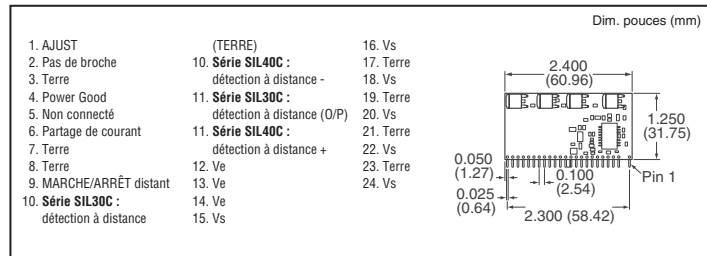 Dim. pouces (mm)
1. AJUST
2. Pas de broche
3. Terre
4. Power Good
5. Non connecté
6. Partage de courant
7. Terre
8. Terre
9. MARCHE/ARRÊT distant
10. Série SIL30C :
détection à distance
(TERRE)
10. Série SIL40C :
détection à distance -
11. Série SIL30C :
détection à distance (O/P)
11. Série SIL40C :
détection à distance +
12. Ve
13. Ve
14. Ve
15. Vs
16. Vs
17. Terre
18. Vs
19. Terre
20. Vs
21. Terre
22. Vs
23. Terre
24. Vs
2.400
(60.96)
1.250
(31.75)
0.050
(1.27)
0.100
(2.54)
Pin 1
0.025
(0.64)
2.300 (58.42)